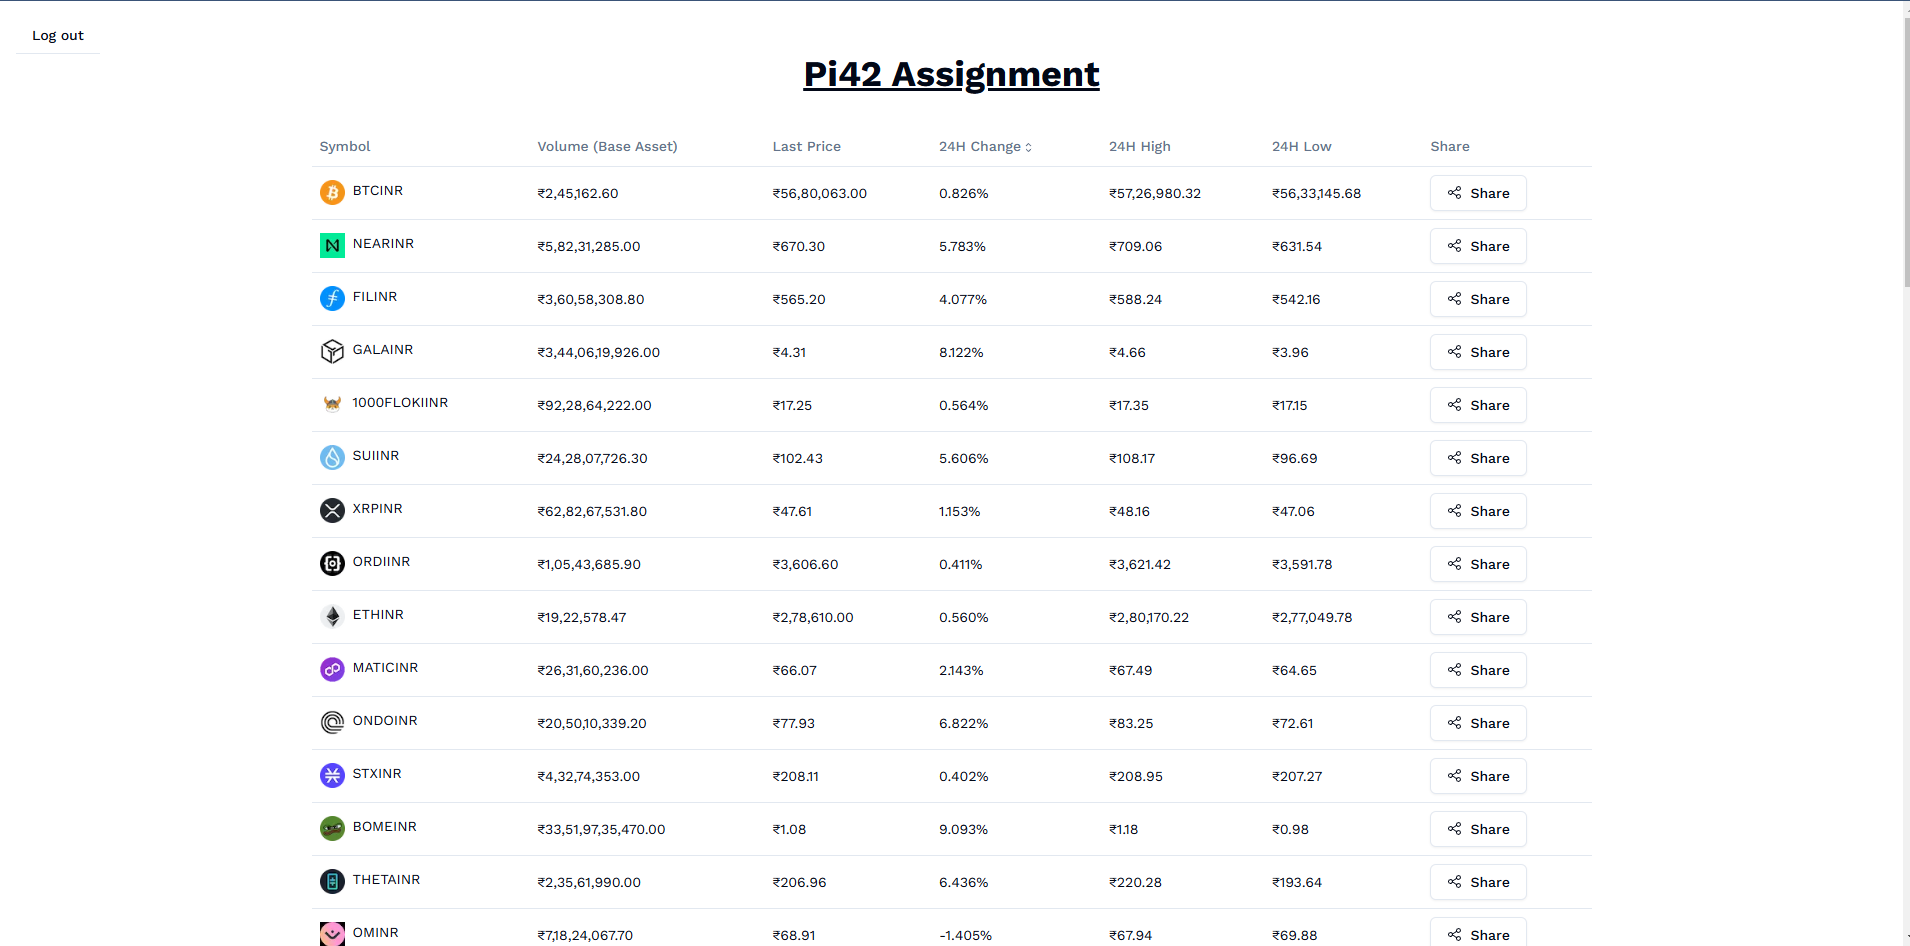 Log out
Pi42 Assignment
Symbol Volume (Base Asset) Last Price 24H Change 24H High 24H Low Share
BTCINR ₹2,45,162.60 ₹56,80,063.00 0.826% ₹57,26,980.32 ₹56,33,145.68 Share
NEARINR ₹5,82,31,285.00 ₹670.30 5.783% ₹709.06 ₹631.54 Share
FILINR ₹3,60,58,308.80 ₹565.20 4.077% ₹588.24 ₹542.16 Share
GALAINR ₹3,44,06,19,926.00 ₹4.31 8.122% ₹4.66 ₹3.96 Share
1000FLOKIINR ₹92,28,64,222.00 ₹17.25 0.564% ₹17.35 ₹17.15 Share
SUIINR ₹24,28,07,726.30 ₹102.43 5.606% ₹108.17 ₹96.69 Share
XRPINR ₹62,82,67,531.80 ₹47.61 1.153% ₹48.16 ₹47.06 Share
ORDIINR ₹1,05,43,685.90 ₹3,606.60 0.411% ₹3,621.42 ₹3,591.78 Share
ETHINR ₹19,22,578.47 ₹2,78,610.00 0.560% ₹2,80,170.22 ₹2,77,049.78 Share
MATICINR ₹26,31,60,236.00 ₹66.07 2.143% ₹67.49 ₹64.65 Share
ONDOINR ₹20,50,10,339.20 ₹77.93 6.822% ₹83.25 ₹72.61 Share
STXINR ₹4,32,74,353.00 ₹208.11 0.402% ₹208.95 ₹207.27 Share
BOMEINR ₹33,51,97,35,470.00 ₹1.08 9.093% ₹1.18 ₹0.98 Share
THETAINR ₹2,35,61,990.00 ₹206.96 6.436% ₹220.28 ₹193.64 Share
OMINR ₹7,18,24,067.70 ₹68.91 -1.405% ₹67.94 ₹69.88 Share